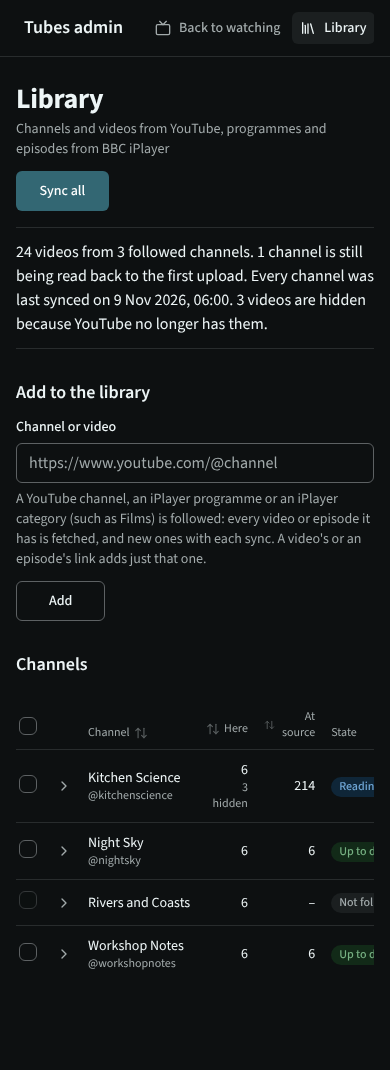 Tubes admin
Back to watching
Library
Library
Channels and videos from YouTube, programmes and
episodes from BBC iPlayer
Sync all
24 videos from 3 followed channels. 1 channel is still
being read back to the first upload. Every channel was
last synced on 9 Nov 2026, 06:00. 3 videos are hidden
because YouTube no longer has them.
Add to the library
Channel or video
https://www.youtube.com/@channel
A YouTube channel, an iPlayer programme or an iPlayer
category (such as Films) is followed: every video or episode it
has is fetched, and new ones with each sync. A video's or an
episode's link adds just that one.
Add
Channels
Channel
Here
At
source
State
Kitchen Science
@kitchenscience
6
3
hidden
214
Readin
Night Sky
@nightsky
6
6
Up to d
Rivers and Coasts
6
–
Not fol
Workshop Notes
@workshopnotes
6
6
Up to d